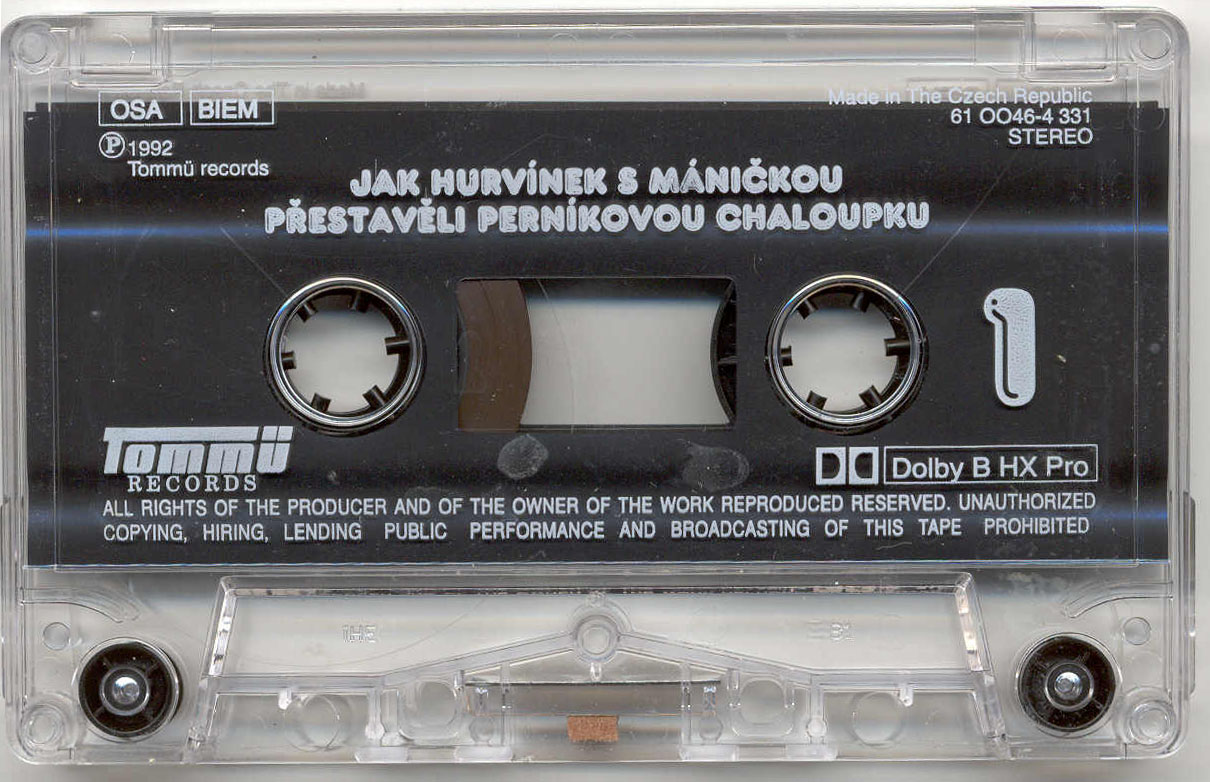 OSA BIEM
Ⓟ 1992
Tommü records
Made in The Czech Republic
61 0046-4 331
STEREO
JAK HURVÍNEK S MÁNIČKOU
PŘESTAVĚLI PERNÍKOVOU CHALOUPKU
1
Tommü
RECORDS
Dolby B HX Pro
ALL RIGHTS OF THE PRODUCER AND OF THE OWNER OF THE WORK REPRODUCED RESERVED. UNAUTHORIZED
COPYING, HIRING, LENDING PUBLIC PERFORMANCE AND BROADCASTING OF THIS TAPE PROHIBITED